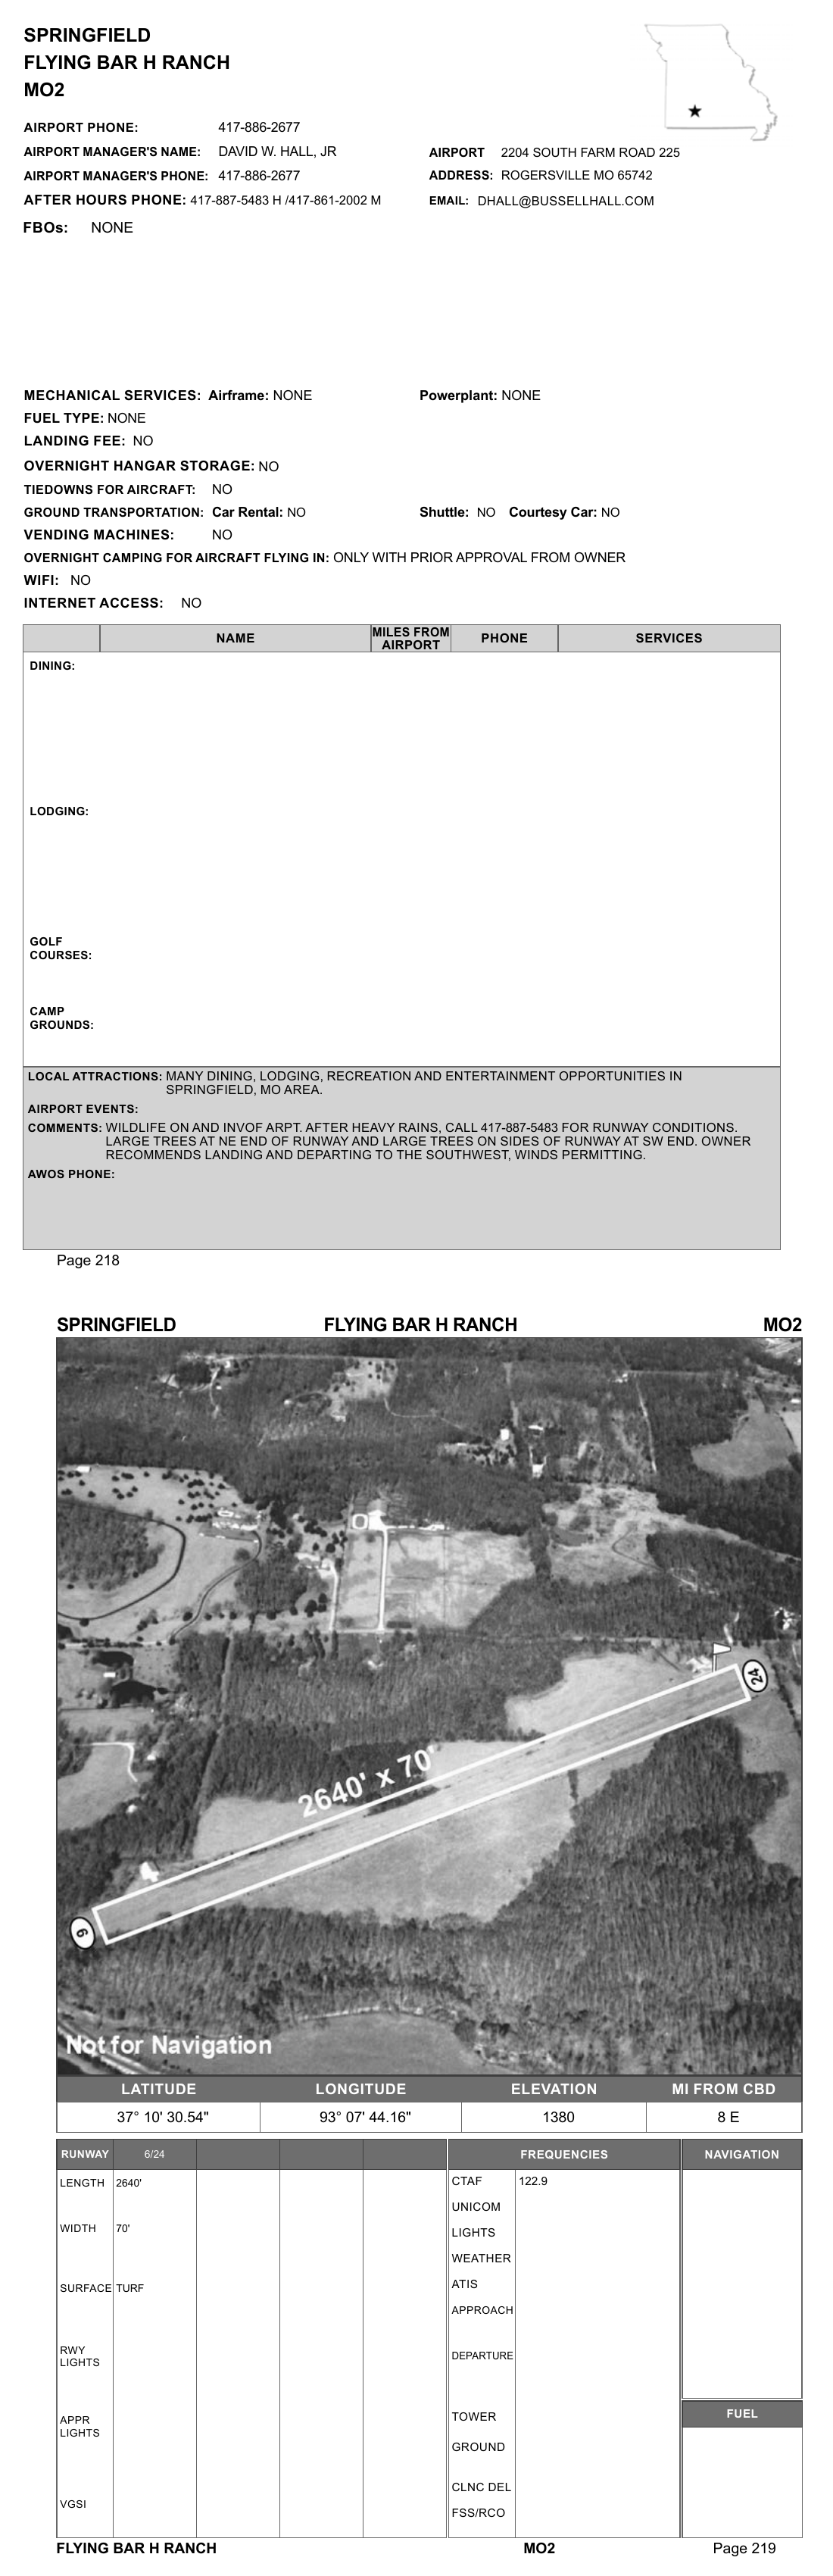 SPRINGFIELD
FLYING BAR H RANCH
MO2
AIRPORT PHONE: 417-886-2677
AIRPORT MANAGER'S NAME: DAVID W. HALL, JR
AIRPORT MANAGER'S PHONE: 417-886-2677
AFTER HOURS PHONE: 417-887-5483 H /417-861-2002 M
AIRPORT 2204 SOUTH FARM ROAD 225
ADDRESS: ROGERSVILLE MO 65742
EMAIL: DHALL@BUSSELLHALL.COM
FBOs: NONE
MECHANICAL SERVICES: Airframe: NONE Powerplant: NONE
FUEL TYPE: NONE
LANDING FEE: NO
OVERNIGHT HANGAR STORAGE: NO
TIEDOWNS FOR AIRCRAFT: NO
GROUND TRANSPORTATION: Car Rental: NO Shuttle: NO Courtesy Car: NO
VENDING MACHINES: NO
OVERNIGHT CAMPING FOR AIRCRAFT FLYING IN: ONLY WITH PRIOR APPROVAL FROM OWNER
WIFI: NO
INTERNET ACCESS: NO
NAME MILES FROM AIRPORT PHONE SERVICES
DINING:
LODGING:
GOLF
COURSES:
CAMP
GROUNDS:
LOCAL ATTRACTIONS: MANY DINING, LODGING, RECREATION AND ENTERTAINMENT OPPORTUNITIES IN
SPRINGFIELD, MO AREA.
AIRPORT EVENTS:
COMMENTS: WILDLIFE ON AND INVOF ARPT. AFTER HEAVY RAINS, CALL 417-887-5483 FOR RUNWAY CONDITIONS.
LARGE TREES AT NE END OF RUNWAY AND LARGE TREES ON SIDES OF RUNWAY AT SW END. OWNER
RECOMMENDS LANDING AND DEPARTING TO THE SOUTHWEST, WINDS PERMITTING.
AWOS PHONE:
Page 218
SPRINGFIELD FLYING BAR H RANCH MO2
24
2640' x 70'
6
Not for Navigation
LATITUDE LONGITUDE ELEVATION MI FROM CBD
37° 10' 30.54" 93° 07' 44.16" 1380 8 E
RUNWAY 6/24 FREQUENCIES NAVIGATION
LENGTH 2640'
WIDTH 70'
SURFACE TURF
RWY
LIGHTS
APPR
LIGHTS
VGSI
CTAF 122.9
UNICOM
LIGHTS
WEATHER
ATIS
APPROACH
DEPARTURE
TOWER
GROUND
CLNC DEL
FSS/RCO
FUEL
FLYING BAR H RANCH MO2 Page 219